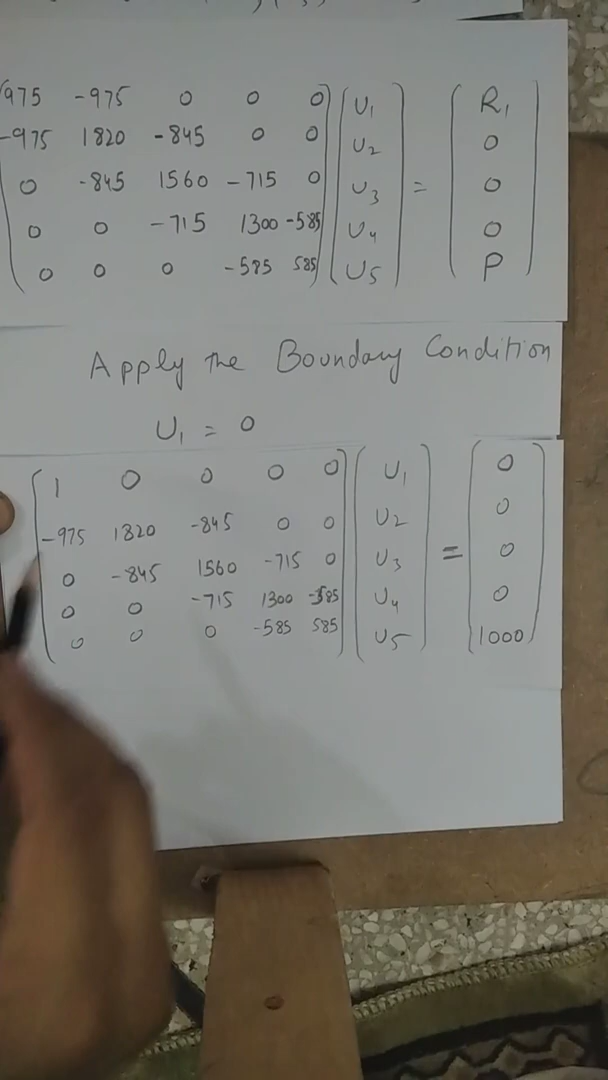 975 -975 0 0 0 U₁ R₁
-975 1820 -845 0 0 U₂ 0
0 -845 1560 -715 0 U₃ = 0
0 0 -715 1300 -585 U₄ 0
0 0 0 -585 585 U5 P
Apply the Boundary Condition
U₁ = 0
1 0 0 0 0 U₁ 0
-975 1820 -845 0 0 U₂ 0
0 -845 1560 -715 0 U₃ = 0
0 0 -715 1300 -585 U₄ 0
0 0 0 -585 585 U5 1000